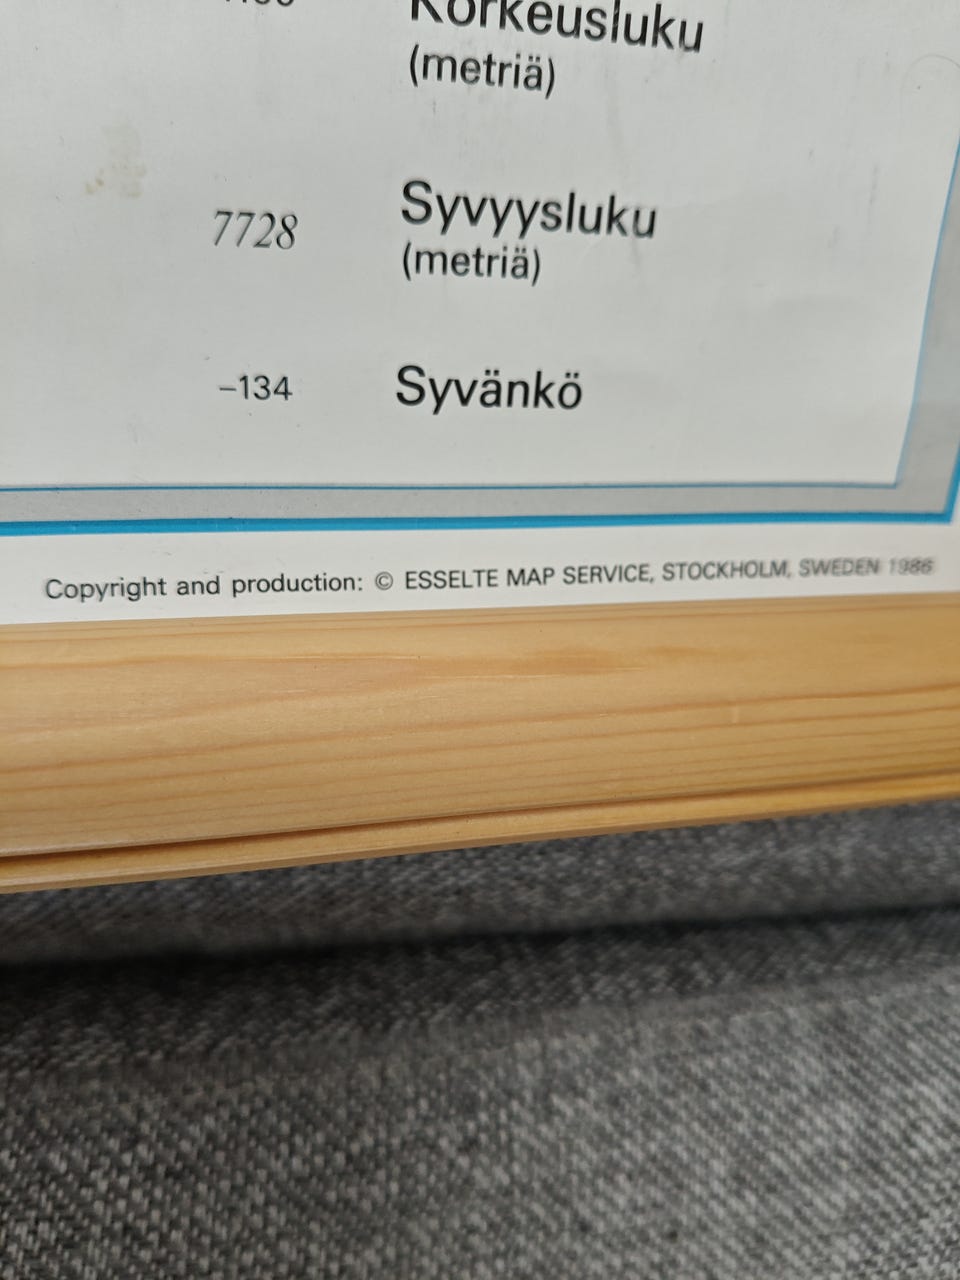 Korkeusluku
(metriä)
7728 Syvyysluku
(metriä)
–134 Syvänkö
Copyright and production: © ESSELTE MAP SERVICE, STOCKHOLM, SWEDEN 1986